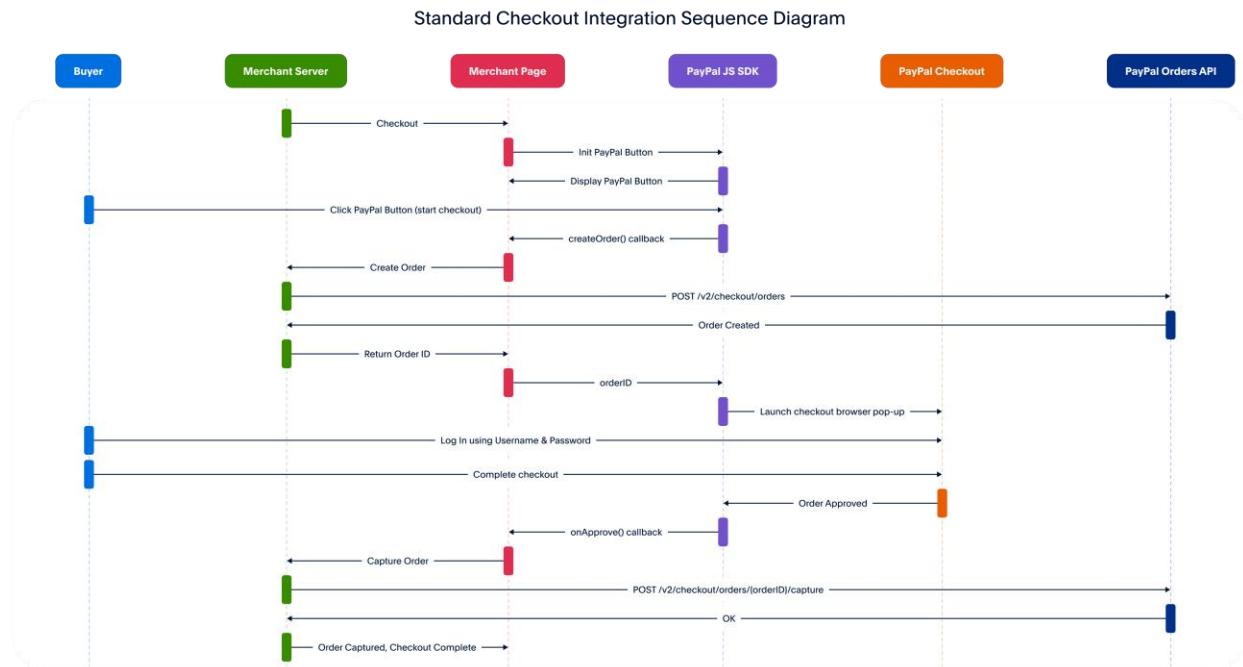 Standard Checkout Integration Sequence Diagram
Buyer
Merchant Server
Merchant Page
PayPal JS SDK
PayPal Checkout
PayPal Orders API
Checkout
Init PayPal Button
Display PayPal Button
Click PayPal Button (start checkout)
createOrder() callback
Create Order
POST /v2/checkout/orders
Order Created
Return Order ID
orderID
Launch checkout browser pop-up
Log In using Username & Password
Complete checkout
Order Approved
onApprove() callback
Capture Order
POST /v2/checkout/orders/{orderID}/capture
OK
Order Captured, Checkout Complete